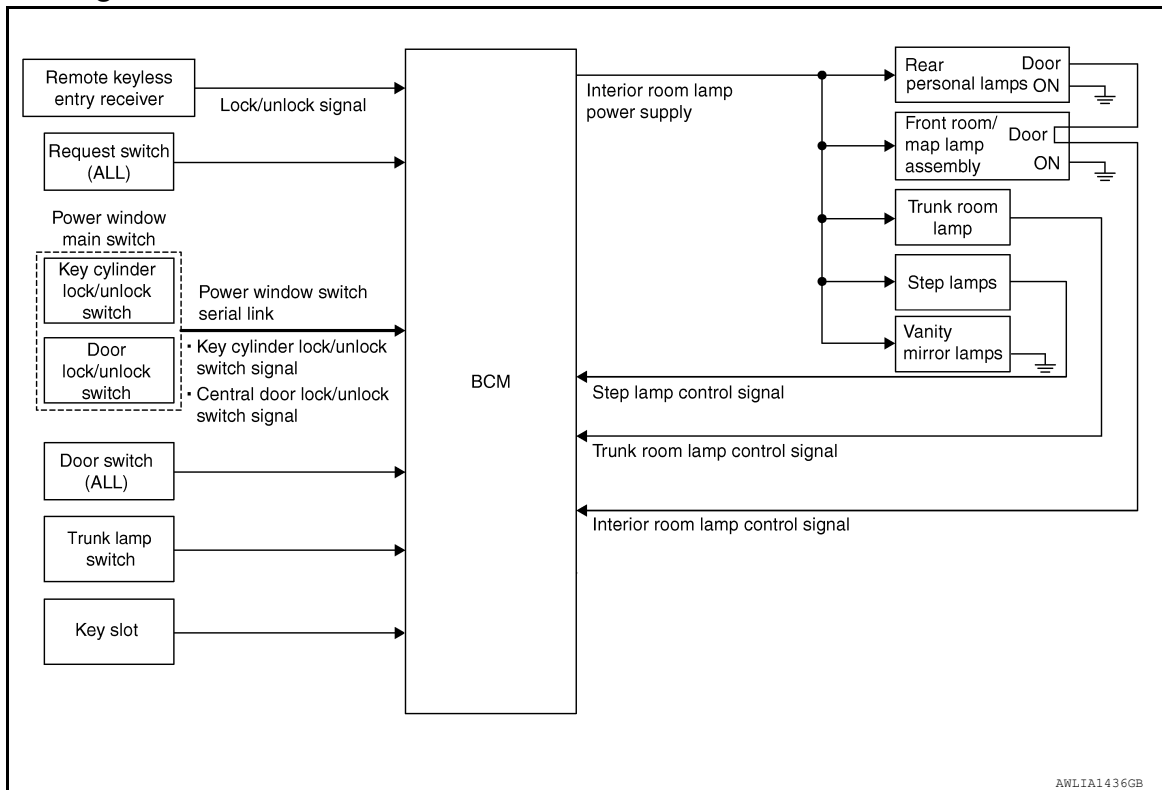 Remote keyless
entry receiver
Lock/unlock signal
Request switch
(ALL)
Power window
main switch
Key cylinder
lock/unlock
switch
Door
lock/unlock
switch
Power window switch
serial link
· Key cylinder lock/unlock
switch signal
· Central door lock/unlock
switch signal
Door switch
(ALL)
Trunk lamp
switch
Key slot
BCM
Interior room lamp
power supply
Rear
personal lamps
Door
ON
Front room/
map lamp
assembly
Door
ON
Trunk room
lamp
Step lamps
Vanity
mirror lamps
Step lamp control signal
Trunk room lamp control signal
Interior room lamp control signal
AWLIA1436GB